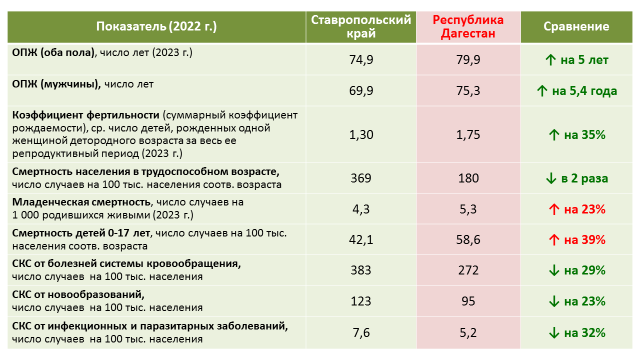 Показатель (2022 г.)
Ставропольский край
Республика Дагестан
Сравнение
ОПЖ (оба пола), число лет (2023 г.)
74,9
79,9
↑ на 5 лет
ОПЖ (мужчины), число лет
69,9
75,3
↑ на 5,4 года
Коэффициент фертильности (суммарный коэффициент
рождаемости), ср. число детей, рожденных одной
женщиной детородного возраста за весь ее
репродуктивный период (2023 г.)
1,30
1,75
↑ на 35%
Смертность населения в трудоспособном возрасте,
число случаев на 100 тыс. населения соотв. возраста
369
180
↓ в 2 раза
Младенческая смертность, число случаев на
1 000 родившихся живыми (2023 г.)
4,3
5,3
↑ на 23%
Смертность детей 0-17 лет, число случаев на 100 тыс.
населения соотв. возраста
42,1
58,6
↑ на 39%
СКС от болезней системы кровообращения,
число случаев на 100 тыс. населения
383
272
↓ на 29%
СКС от новообразований,
число случаев на 100 тыс. населения
123
95
↓ на 23%
СКС от инфекционных и паразитарных заболеваний,
число случаев на 100 тыс. населения
7,6
5,2
↓ на 32%